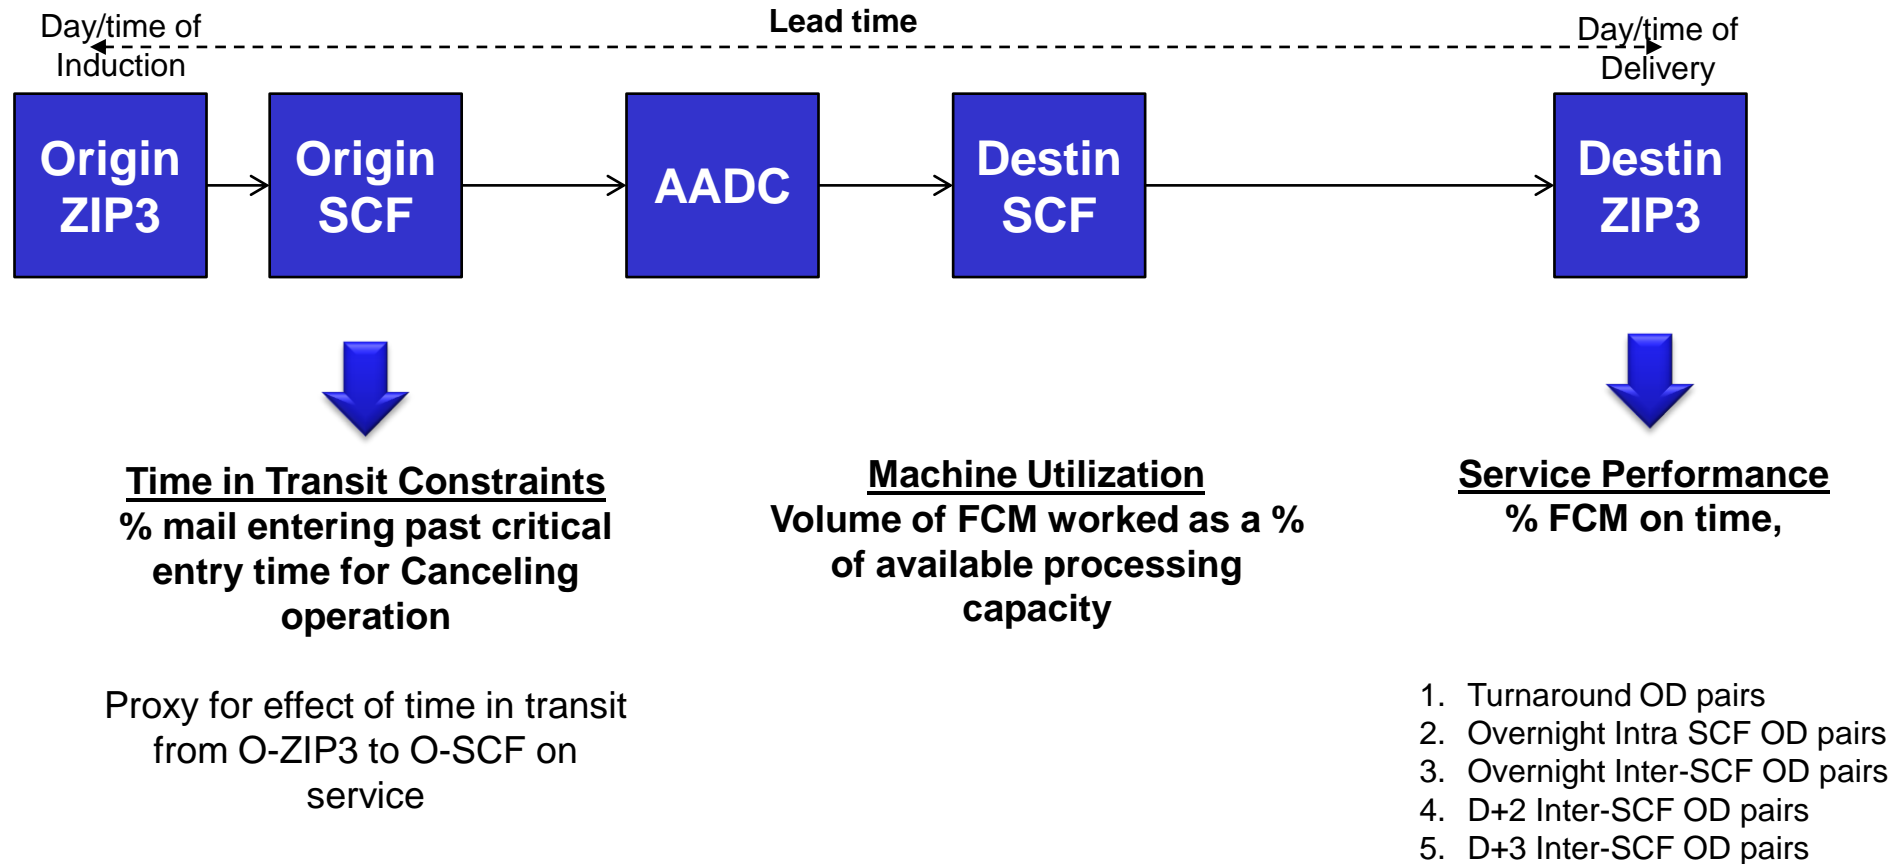 Day/time of
Induction
Lead time
Day/time of
Delivery
Origin
ZIP3
Origin
SCF
AADC
Destin
SCF
Destin
ZIP3
Time in Transit Constraints
% mail entering past critical
entry time for Canceling
operation
Proxy for effect of time in transit
from O-ZIP3 to O-SCF on
service
Machine Utilization
Volume of FCM worked as a %
of available processing
capacity
Service Performance
% FCM on time,
1. Turnaround OD pairs
2. Overnight Intra SCF OD pairs
3. Overnight Inter-SCF OD pairs
4. D+2 Inter-SCF OD pairs
5. D+3 Inter-SCF OD pairs